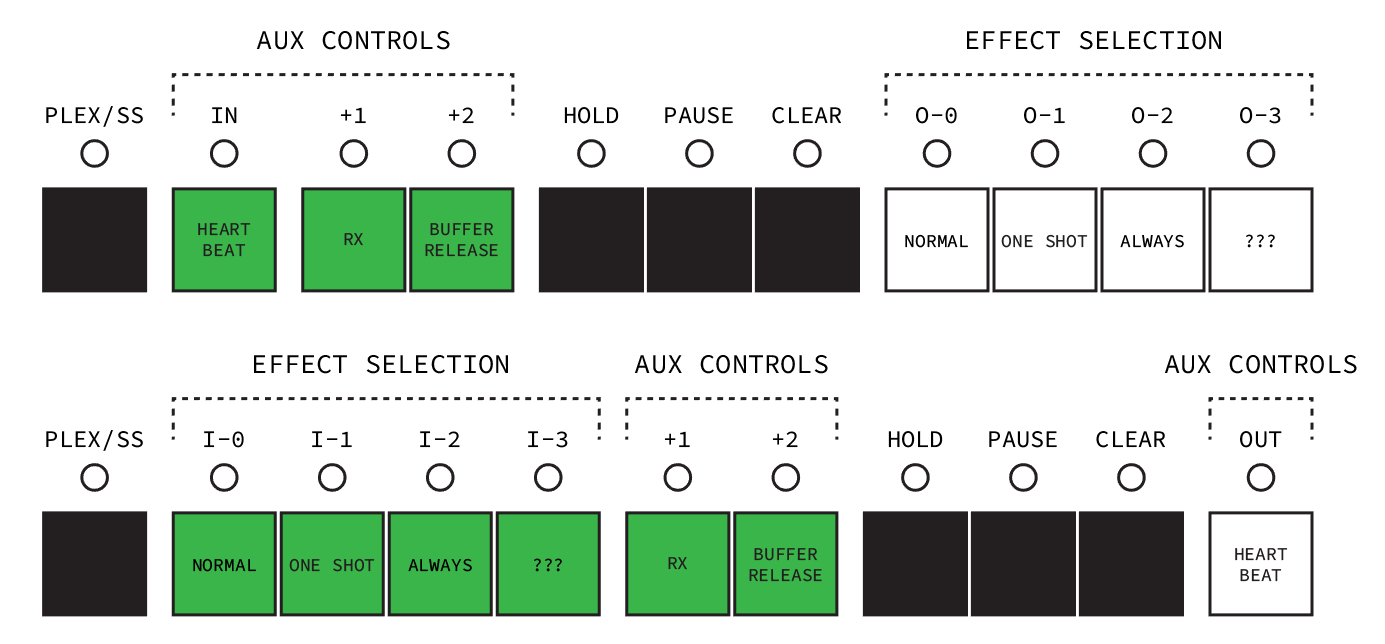 AUX CONTROLS EFFECT SELECTION
PLEX/SS IN +1 +2 HOLD PAUSE CLEAR O-0 O-1 O-2 O-3
HEART BUFFER
RX NORMAL ONE SHOT ALWAYS ???
BEAT RELEASE
EFFECT SELECTION AUX CONTROLS AUX CONTROLS
PLEX/SS I-0 I-1 I-2 I-3 +1 +2 HOLD PAUSE CLEAR OUT
BUFFER HEART
NORMAL ONE SHOT ALWAYS ??? RX
RELEASE BEAT